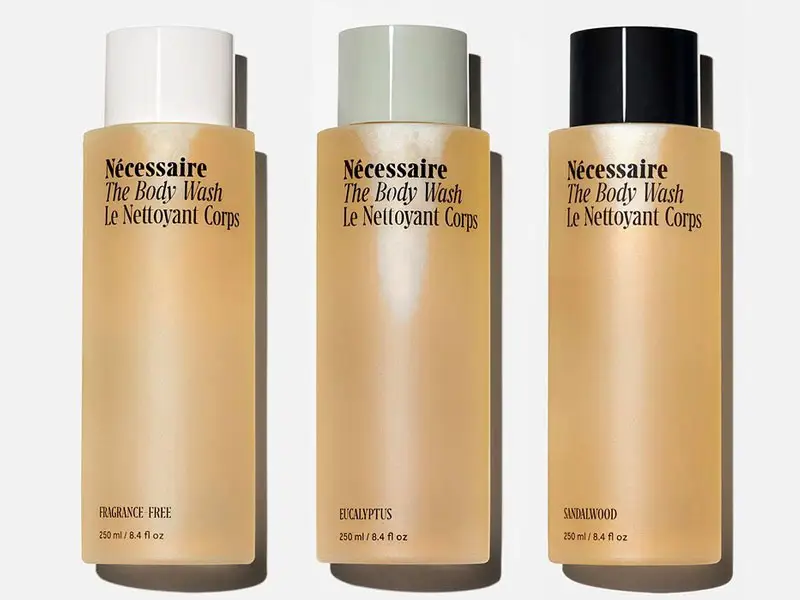 Nécessaire
The Body Wash
Le Nettoyant Corps
FRAGRANCE-FREE
250 ml / 8.4 fl oz
Nécessaire
The Body Wash
Le Nettoyant Corps
EUCALYPTUS
250 ml / 8.4 fl oz
Nécessaire
The Body Wash
Le Nettoyant Corps
SANDALWOOD
250 ml / 8.4 fl oz